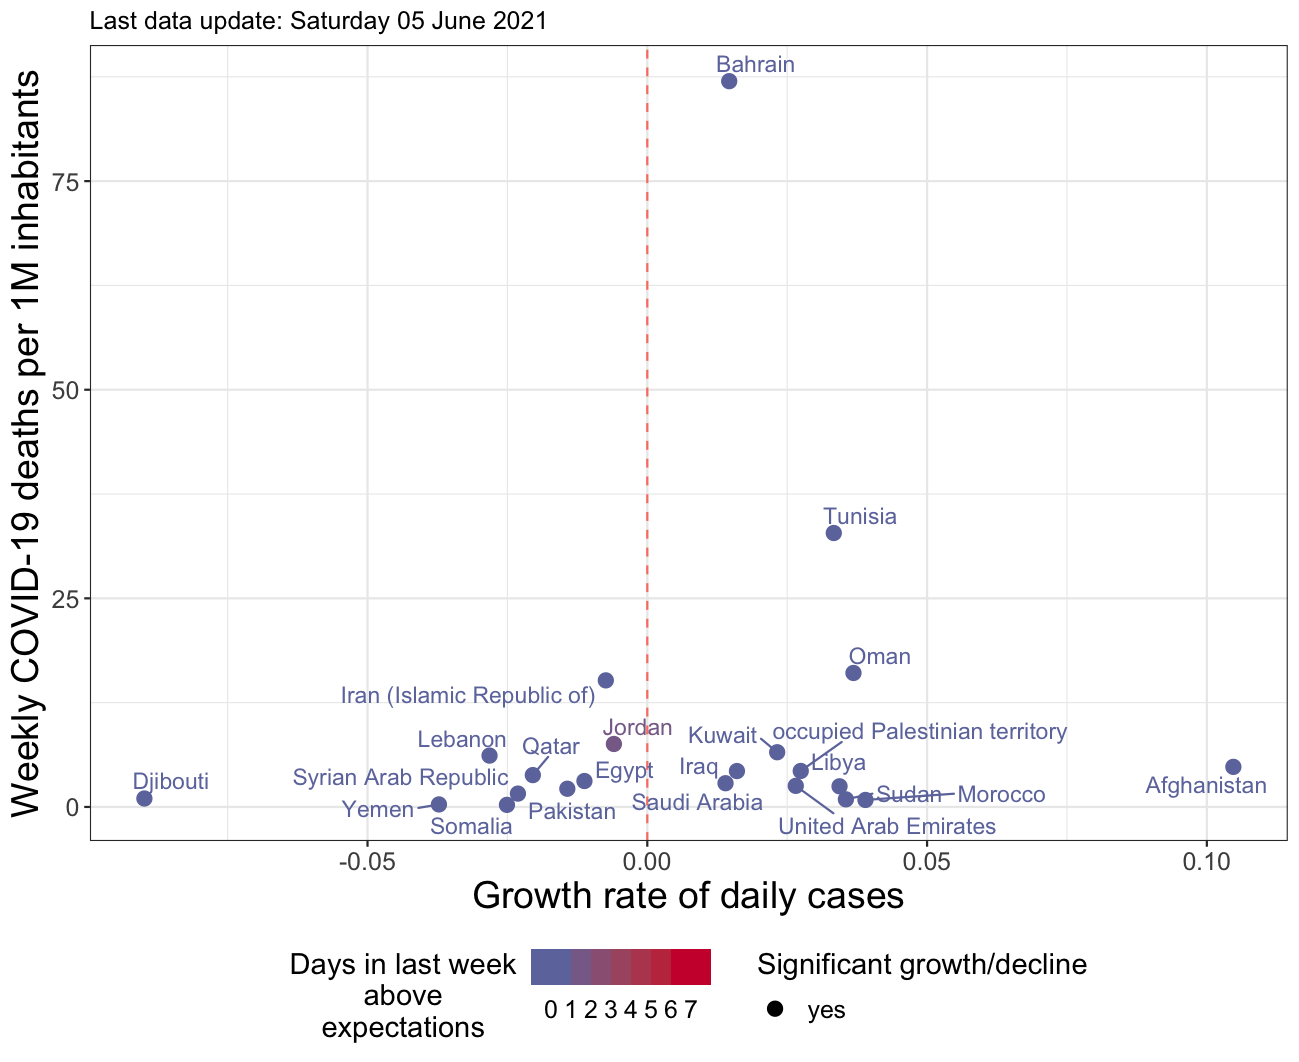 Last data update: Saturday 05 June 2021
Weekly COVID-19 deaths per 1M inhabitants
75
50
25
0
Bahrain
Tunisia
Oman
Iran (Islamic Republic of)
Jordan
Kuwait
occupied Palestinian territory
Lebanon
Qatar
Iraq
Libya
Egypt
Syrian Arab Republic
Djibouti
Afghanistan
Sudan
Morocco
Saudi Arabia
Yemen
Pakistan
Somalia
United Arab Emirates
-0.05
0.00
0.05
0.10
Growth rate of daily cases
Days in last week
above
expectations
0 1 2 3 4 5 6 7
Significant growth/decline
yes